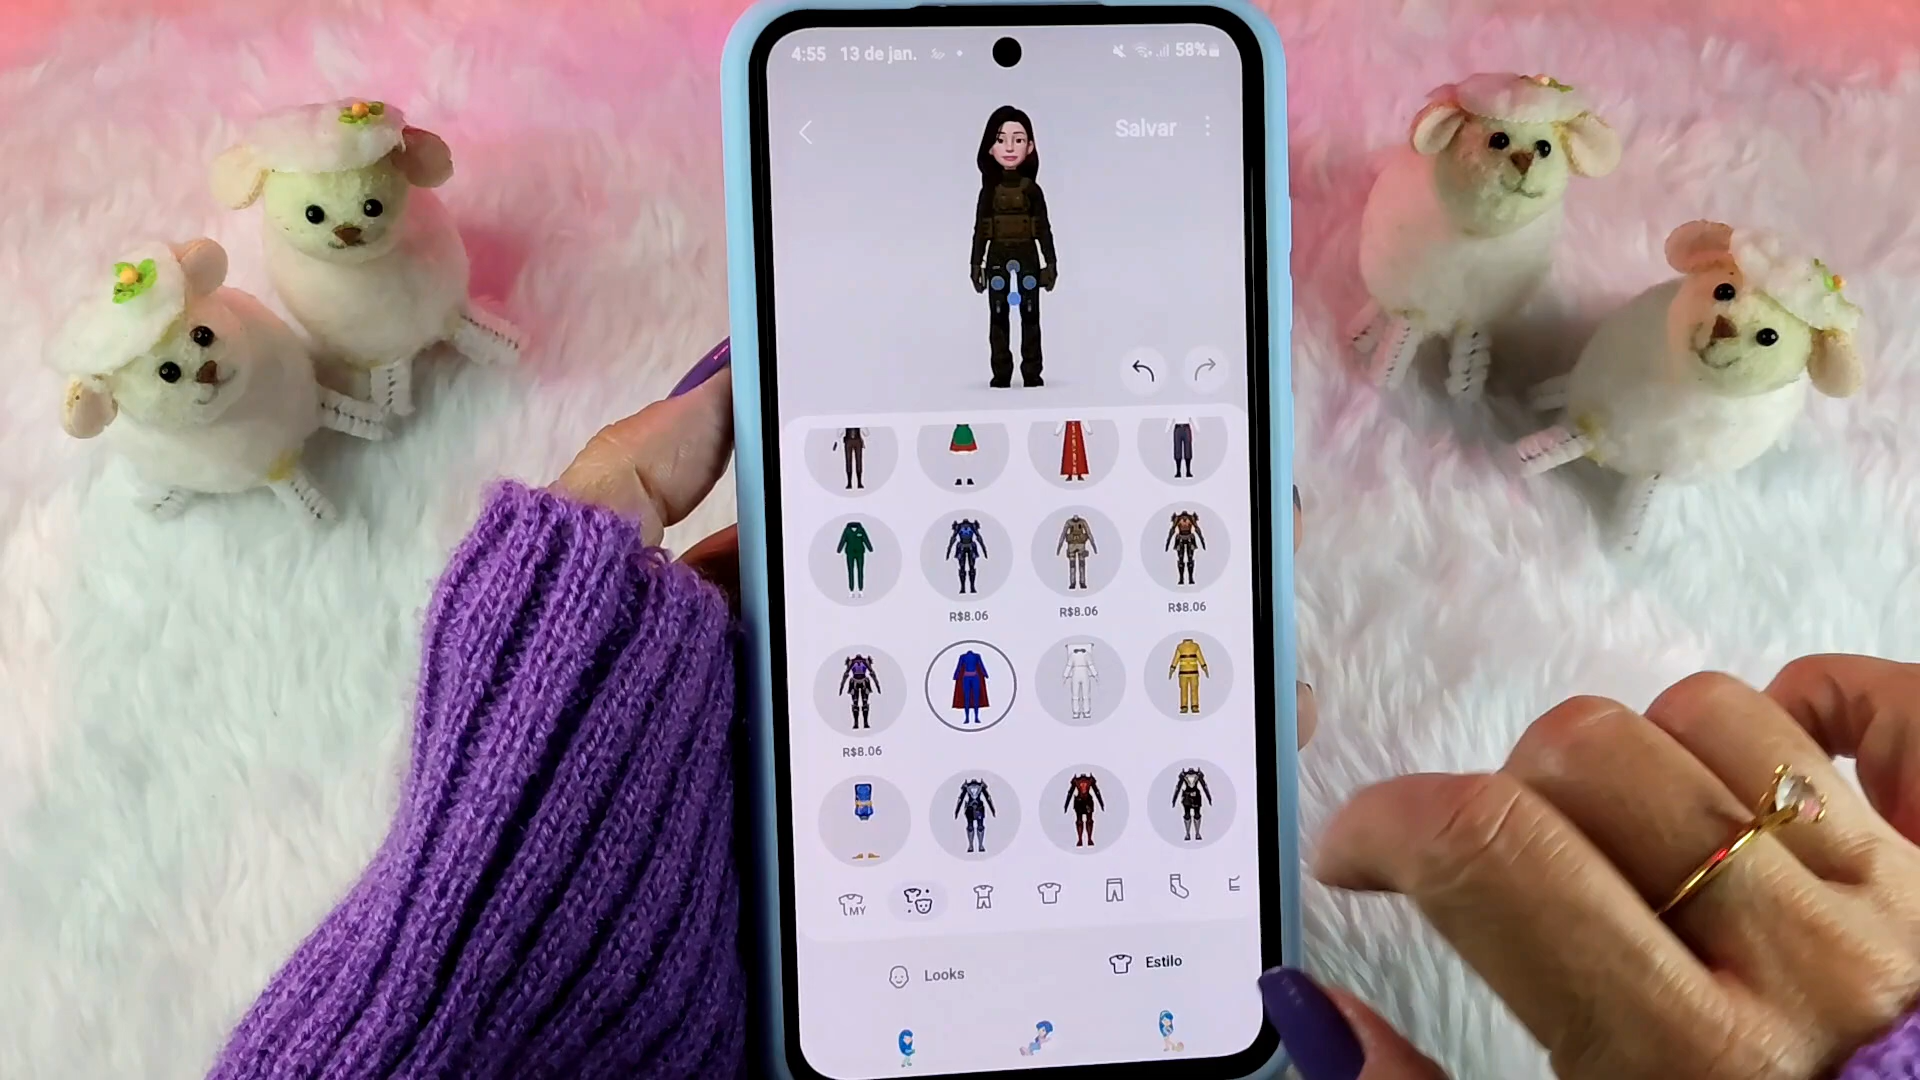 4:55 13 de jan. 58%
Salvar
R$8.06 R$8.06 R$8.06
R$8.06
MY
Looks Estilo